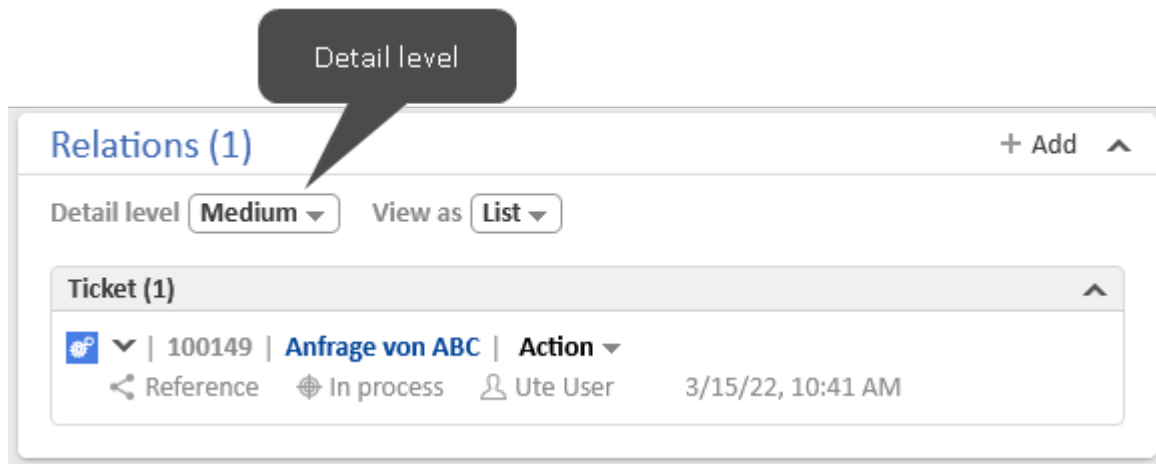 Detail level
Relations (1) + Add
Detail level Medium View as List
Ticket (1)
| 100149 | Anfrage von ABC | Action
Reference In process Ute User 3/15/22, 10:41 AM